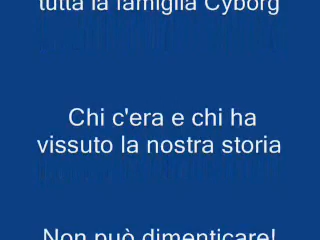 tutta la famiglia Cyborg
Chi c'era e chi ha
vissuto la nostra storia
Non può dimenticare!